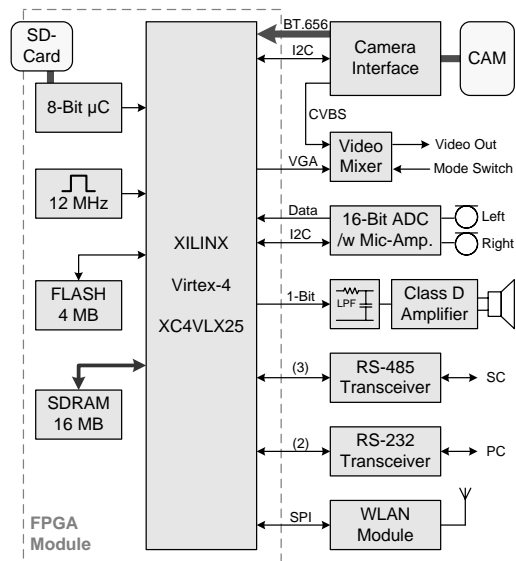 SD-
Card
8-Bit µC
12 MHz
FLASH
4 MB
SDRAM
16 MB
FPGA
Module
XILINX
Virtex-4
XC4VLX25
BT.656
I2C
Camera
Interface
CAM
CVBS
VGA
Video
Mixer
Video Out
Mode Switch
Data
I2C
16-Bit ADC
/w Mic-Amp.
Left
Right
1-Bit
LPF
Class D
Amplifier
(3)
RS-485
Transceiver
SC
(2)
RS-232
Transceiver
PC
SPI
WLAN
Module